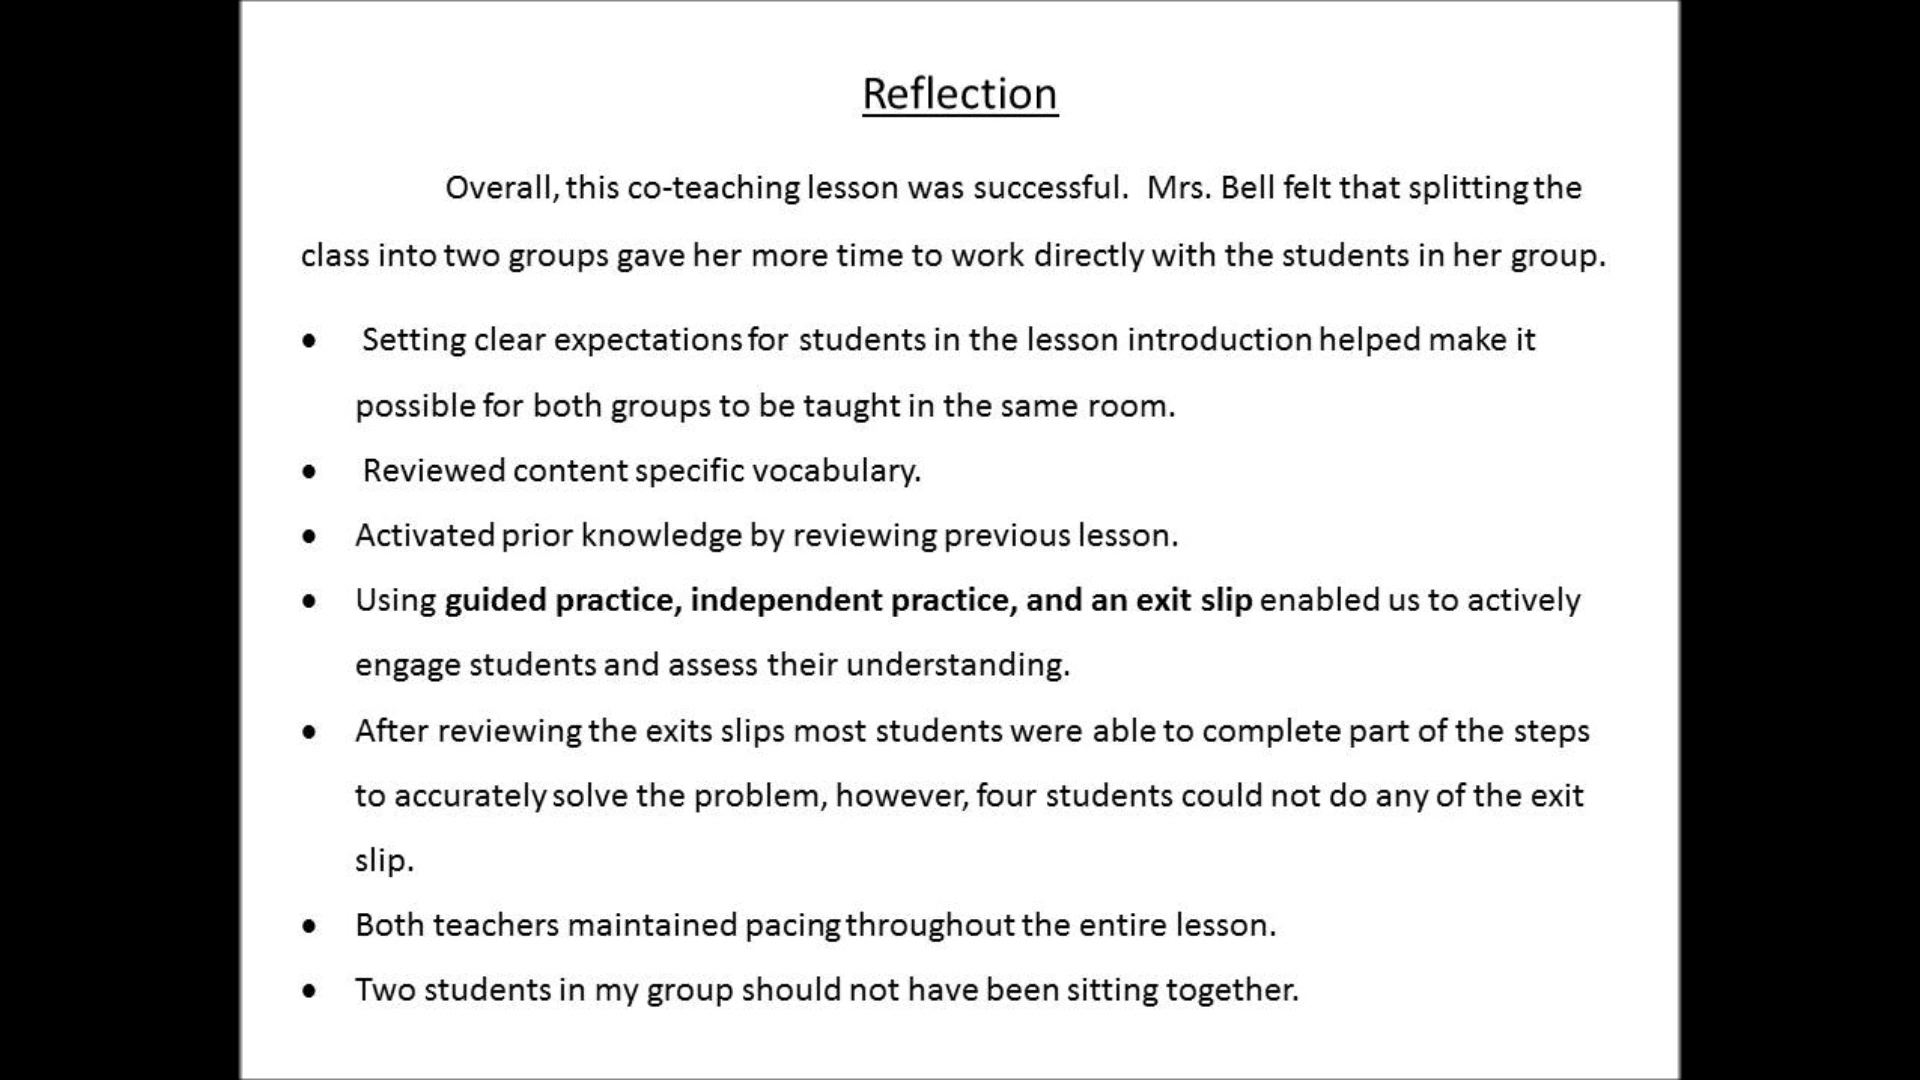 Reflection
Overall, this co-teaching lesson was successful.  Mrs. Bell felt that splitting the
class into two groups gave her more time to work directly with the students in her group.
• Setting clear expectations for students in the lesson introduction helped make it
possible for both groups to be taught in the same room.
• Reviewed content specific vocabulary.
• Activated prior knowledge by reviewing previous lesson.
• Using guided practice, independent practice, and an exit slip enabled us to actively
engage students and assess their understanding.
• After reviewing the exits slips most students were able to complete part of the steps
to accurately solve the problem, however, four students could not do any of the exit
slip.
• Both teachers maintained pacing throughout the entire lesson.
• Two students in my group should not have been sitting together.